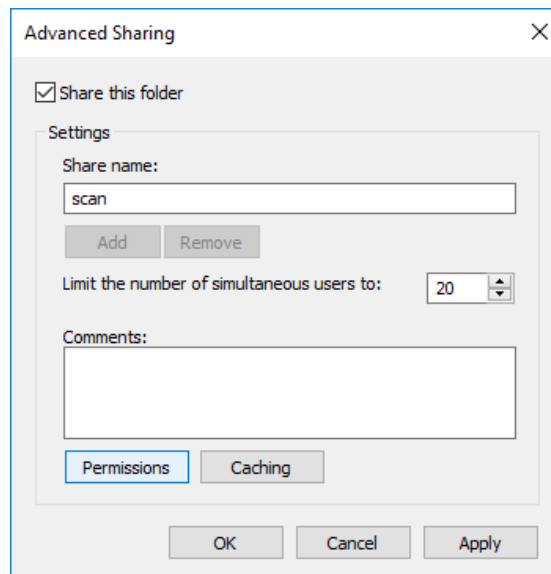 Advanced Sharing
Share this folder
Settings
Share name:
scan
Add Remove
Limit the number of simultaneous users to: 20
Comments:
Permissions Caching
OK Cancel Apply